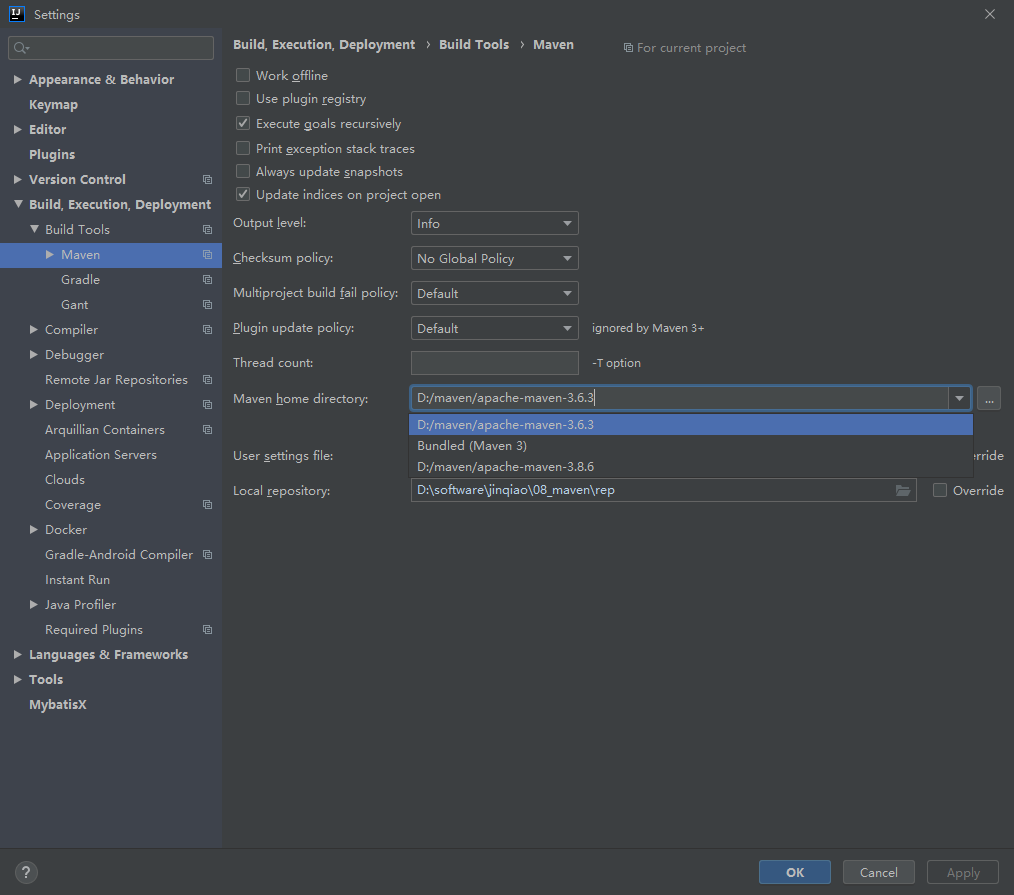 Settings
Appearance & Behavior
Keymap
Editor
Plugins
Version Control
Build, Execution, Deployment
Build Tools
Maven
Gradle
Gant
Compiler
Debugger
Remote Jar Repositories
Deployment
Arquillian Containers
Application Servers
Clouds
Coverage
Docker
Gradle-Android Compiler
Instant Run
Java Profiler
Required Plugins
Languages & Frameworks
Tools
MybatisX
Build, Execution, Deployment › Build Tools › Maven For current project
Work offline
Use plugin registry
Execute goals recursively
Print exception stack traces
Always update snapshots
Update indices on project open
Output level: Info
Checksum policy: No Global Policy
Multiproject build fail policy: Default
Plugin update policy: Default ignored by Maven 3+
Thread count: -T option
Maven home directory: D:/maven/apache-maven-3.6.3 ...
D:/maven/apache-maven-3.6.3
Bundled (Maven 3)
User settings file: rride
D:/maven/apache-maven-3.8.6
Local repository: D:\software\jinqiao\08_maven\rep Override
? OK Cancel Apply